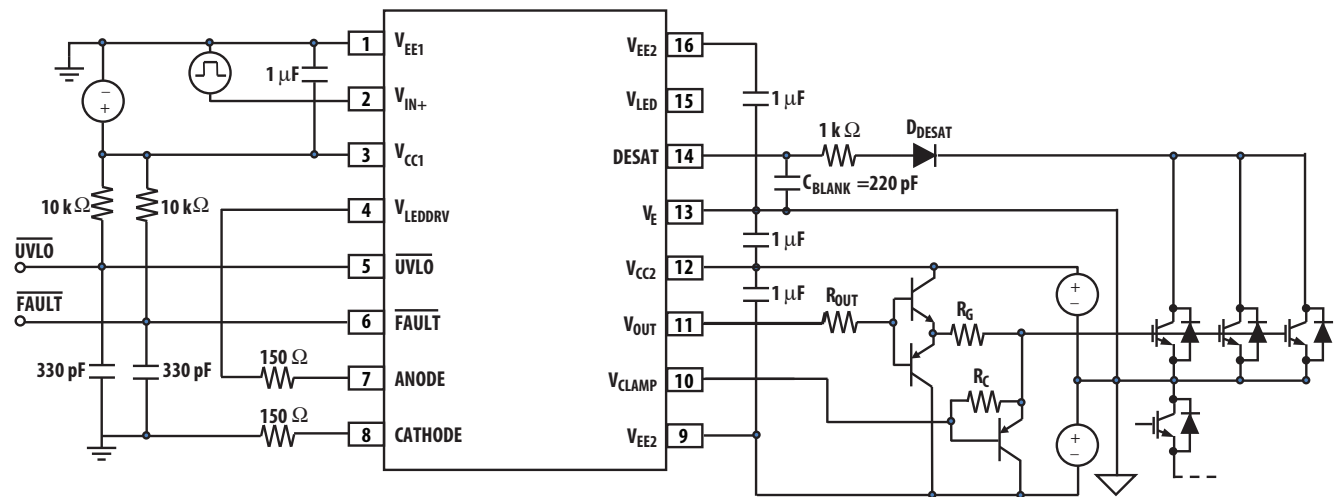 1 V_EE1
1 µF
2 V_IN+
3 V_CC1
10 kΩ
10 kΩ
4 V_LEDDRV
UVLO
5 UVLO
FAULT
6 FAULT
330 pF
330 pF
150 Ω
7 ANODE
150 Ω
8 CATHODE
V_EE2 16
1 µF
V_LED 15
DESAT 14
1 kΩ
D_DESAT
C_BLANK =220 pF
V_E 13
1 µF
V_CC2 12
1 µF
V_OUT 11
R_OUT
R_G
V_CLAMP 10
R_C
V_EE2 9